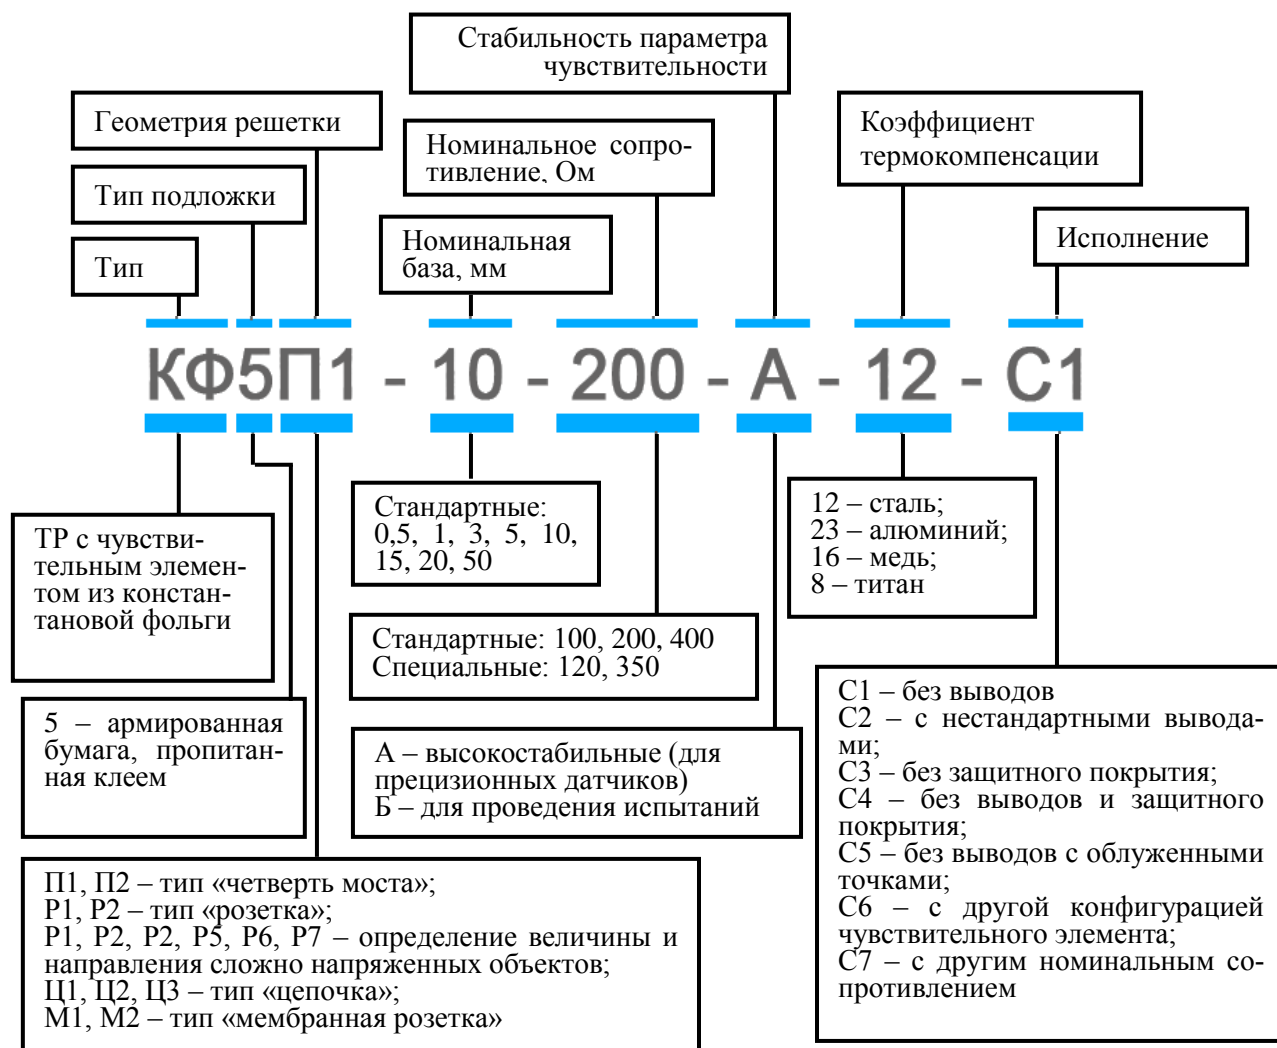 Стабильность параметра
чувствительности
Геометрия решетки
Номинальное сопро-
тивление, Ом
Коэффициент
термокомпенсации
Тип подложки
Номинальная
база, мм
Исполнение
Тип
КФ5П1 - 10 - 200 - А - 12 - С1
ТР с чувстви-
тельным элемен-
том из констан-
тановой фольги
Стандартные:
0,5, 1, 3, 5, 10,
15, 20, 50
12 – сталь;
23 – алюминий;
16 – медь;
8 – титан
Стандартные: 100, 200, 400
Специальные: 120, 350
5 – армированная
бумага, пропитан-
ная клеем
А – высокостабильные (для
прецизионных датчиков)
Б – для проведения испытаний
С1 – без выводов
С2 – с нестандартными вывода-
ми;
С3 – без защитного покрытия;
С4 – без выводов и защитного
покрытия;
С5 – без выводов с облуженными
точками;
С6 – с другой конфигурацией
чувствительного элемента;
С7 – с другим номинальным со-
противлением
П1, П2 – тип «четверть моста»;
Р1, Р2 – тип «розетка»;
Р1, Р2, Р2, Р5, Р6, Р7 – определение величины и
направления сложно напряженных объектов;
Ц1, Ц2, Ц3 – тип «цепочка»;
М1, М2 – тип «мембранная розетка»